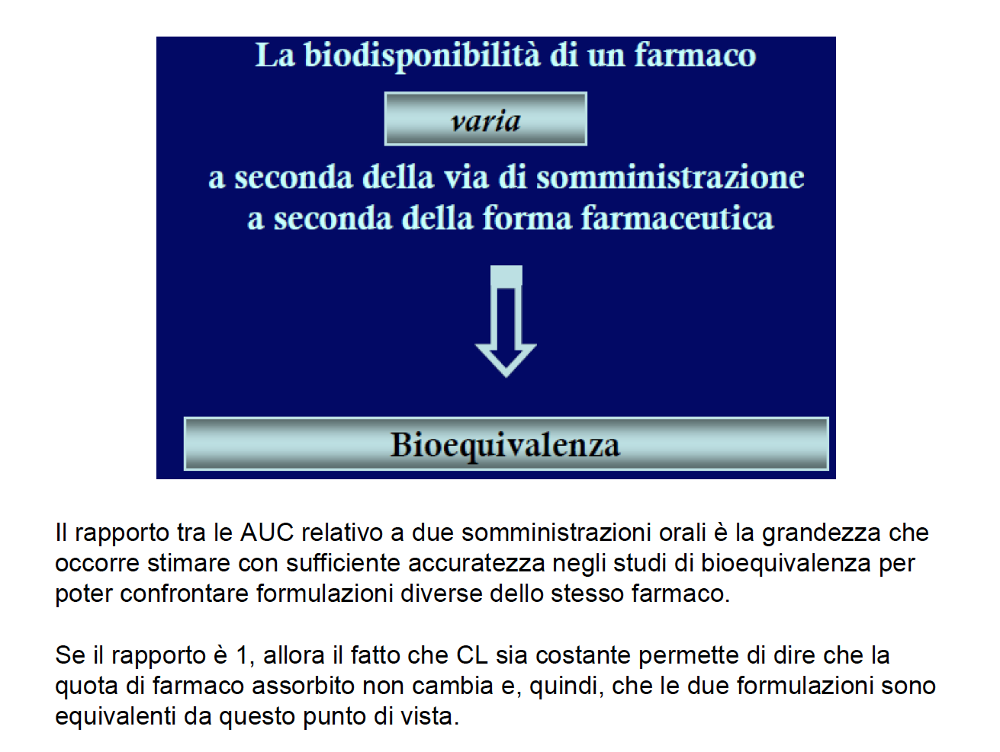 La biodisponibilità di un farmaco
varia
a seconda della via di somministrazione
a seconda della forma farmaceutica
Bioequivalenza
Il rapporto tra le AUC relativo a due somministrazioni orali è la grandezza che
occorre stimare con sufficiente accuratezza negli studi di bioequivalenza per
poter confrontare formulazioni diverse dello stesso farmaco.
Se il rapporto è 1, allora il fatto che CL sia costante permette di dire che la
quota di farmaco assorbito non cambia e, quindi, che le due formulazioni sono
equivalenti da questo punto di vista.